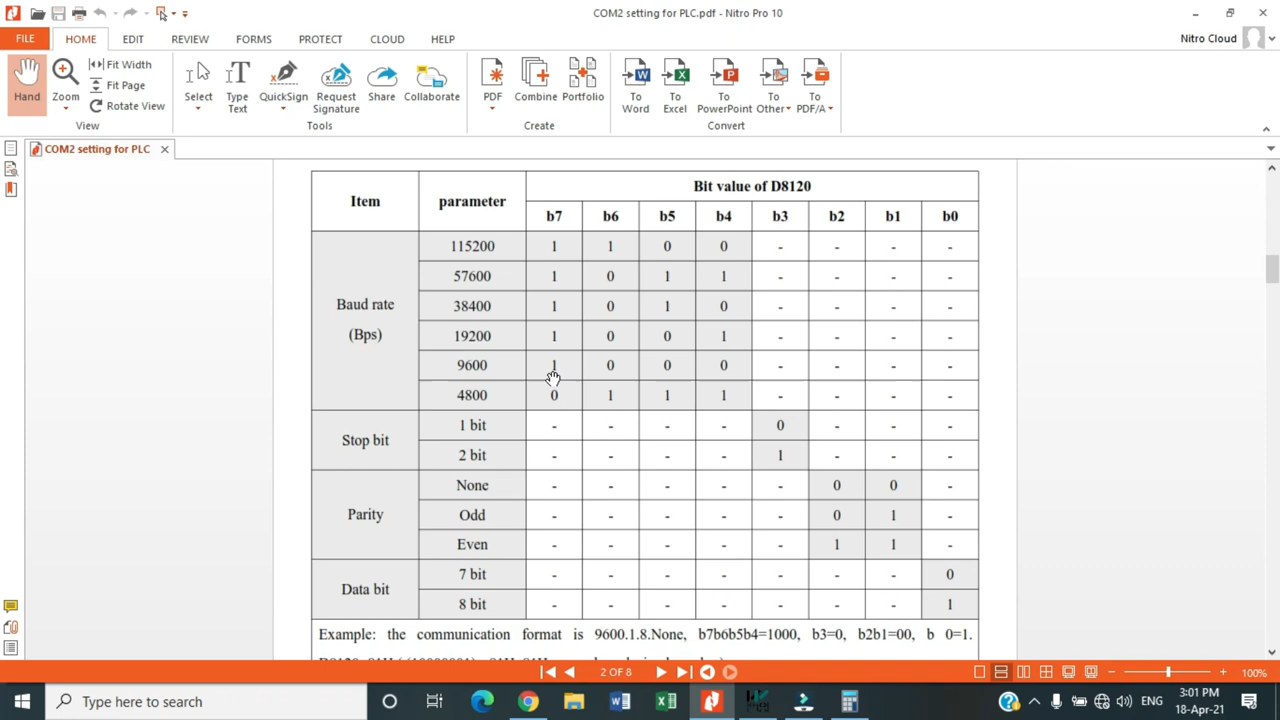 COM2 setting for PLC.pdf - Nitro Pro 10
FILE HOME EDIT REVIEW FORMS PROTECT CLOUD HELP Nitro Cloud
Hand
Zoom
Fit Width
Fit Page
Rotate View
View
Select
Type Text
QuickSign
Request Signature
Share
Collaborate
Tools
PDF
Combine
Portfolio
Create
To Word
To Excel
To PowerPoint
To Other
To PDF/A
Convert
COM2 setting for PLC
Item parameter Bit value of D8120
b7 b6 b5 b4 b3 b2 b1 b0
Baud rate (Bps)
115200 1 1 0 0 - - - -
57600 1 0 1 1 - - - -
38400 1 0 1 0 - - - -
19200 1 0 0 1 - - - -
9600 1 0 0 0 - - - -
4800 0 1 1 1 - - - -
Stop bit
1 bit - - - - 0 - - -
2 bit - - - - 1 - - -
Parity
None - - - - - 0 0 -
Odd - - - - - 0 1 -
Even - - - - - 1 1 -
Data bit
7 bit - - - - - - - 0
8 bit - - - - - - - 1
Example: the communication format is 9600.1.8.None, b7b6b5b4=1000, b3=0, b2b1=00, b 0=1.
2 OF 8
100%
Type here to search
ENG
3:01 PM
18-Apr-21